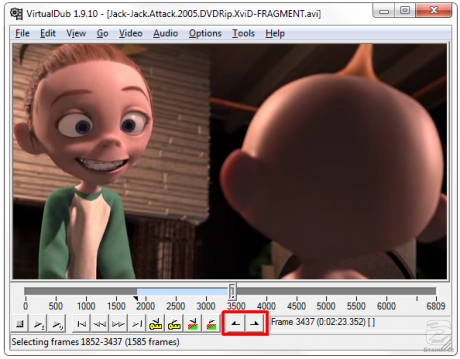 VirtualDub 1.9.10 - [Jack-Jack.Attack.2005.DVDRip.XviD-FRAGMENT.avi]
File Edit View Go Video Audio Options Tools Help
0 500 1000 1500 2000 2500 3000 3500 4000 4500 5000 5500 6000 6809
Frame 3437 (0:02:23.352) [ ]
Selecting frames 1852-3437 (1585 frames)